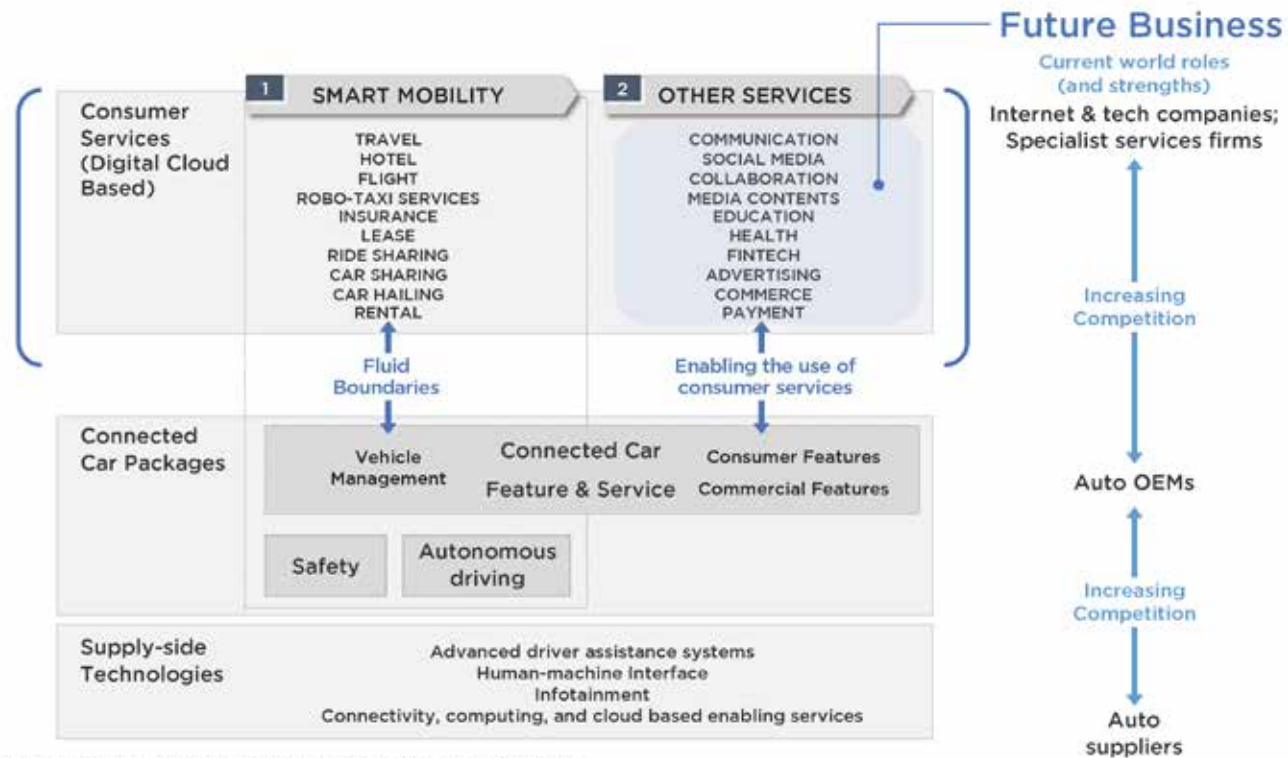 Future Business
Current world roles
(and strengths)
Internet & tech companies;
Specialist services firms
Increasing
Competition
Auto OEMs
Increasing
Competition
Auto
suppliers
1
SMART MOBILITY
2
OTHER SERVICES
Consumer
Services
(Digital Cloud
Based)
TRAVEL
HOTEL
FLIGHT
ROBO-TAXI SERVICES
INSURANCE
LEASE
RIDE SHARING
CAR SHARING
CAR HAILING
RENTAL
COMMUNICATION
SOCIAL MEDIA
COLLABORATION
MEDIA CONTENTS
EDUCATION
HEALTH
FINTECH
ADVERTISING
COMMERCE
PAYMENT
Fluid
Boundaries
Enabling the use of
consumer services
Connected
Car Packages
Vehicle
Management
Connected Car
Feature & Service
Consumer Features
Commercial Features
Safety
Autonomous
driving
Supply-side
Technologies
Advanced driver assistance systems
Human-machine Interface
Infotainment
Connectivity, computing, and cloud based enabling services